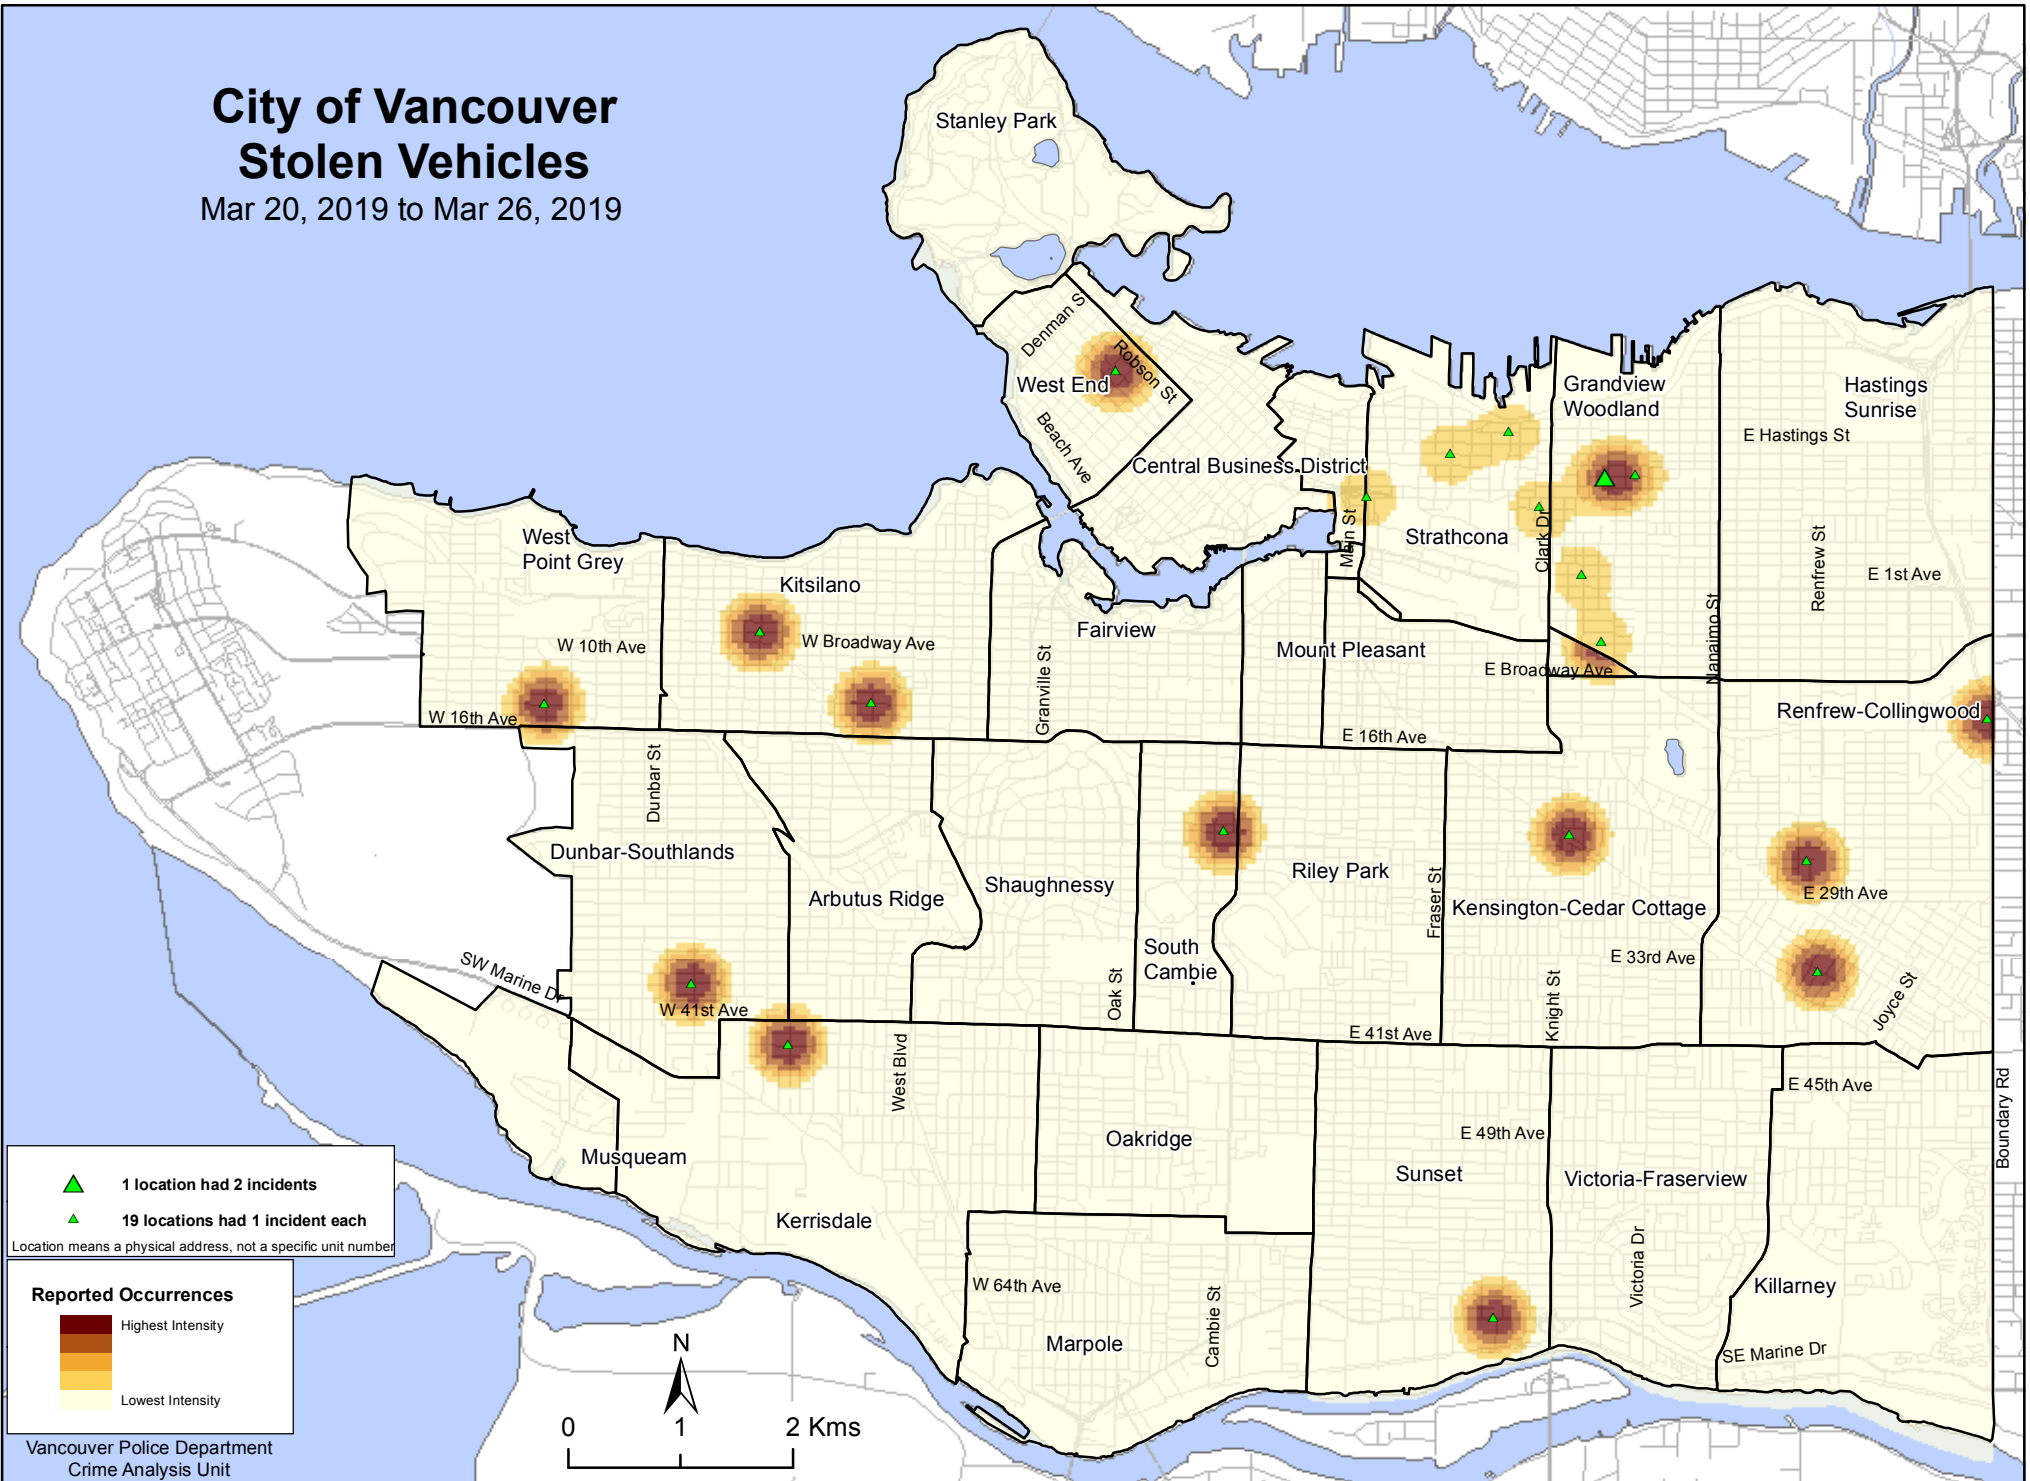 City of Vancouver
Stolen Vehicles
Mar 20, 2019 to Mar 26, 2019
Stanley Park
Denman S
Robson St
West End
Beach Ave
Central Business District
Grandview
Woodland
Hastings
Sunrise
E Hastings St
Main St
Strathcona
Clark Dr
Renfrew St
E 1st Ave
Nanaimo St
West
Point Grey
Kitsilano
W 10th Ave
W Broadway Ave
Fairview
Granville St
Mount Pleasant
E Broadway Ave
W 16th Ave
E 16th Ave
Renfrew-Collingwood
Dunbar St
Dunbar-Southlands
Arbutus Ridge
Shaughnessy
Riley Park
Fraser St
Kensington-Cedar Cottage
E 29th Ave
South
Cambie
E 33rd Ave
SW Marine Dr
W 41st Ave
Oak St
Knight St
Joyce St
E 41st Ave
West Blvd
E 45th Ave
Boundary Rd
Oakridge
E 49th Ave
Sunset
Victoria-Fraserview
Musqueam
Kerrisdale
Victoria Dr
W 64th Ave
Cambie St
Killarney
Marpole
SE Marine Dr
1 location had 2 incidents
19 locations had 1 incident each
Location means a physical address, not a specific unit number
Reported Occurrences
Highest Intensity
Lowest Intensity
Vancouver Police Department
Crime Analysis Unit
N
0 1 2 Kms